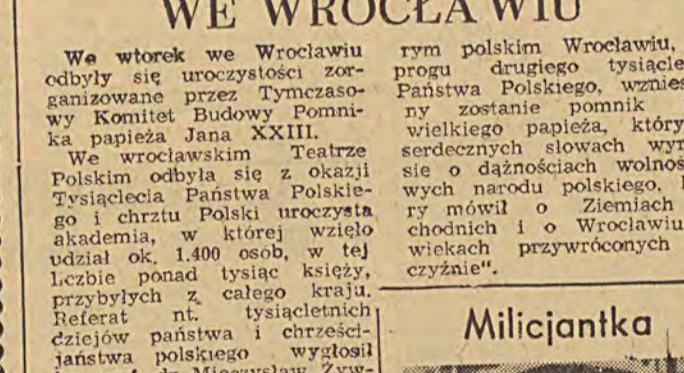 WE WROCŁAWIU
We wtorek we Wrocławiu
odbyły się uroczystości zor-
ganizowane przez Tymczaso-
wy Komitet Budowy Pomni-
ka papieża Jana XXIII.
We wrocławskim Teatrze
Polskim odbyła się z okazji
Tysiąclecia Państwa Polskie-
go i chrztu Polski uroczysta
akademia, w której wzięło
udział ok. 1.400 osób, w tej
liczbie ponad tysiąc księży,
przybyłych z całego kraju.
Referat nt. tysiącletnich
dziejów państwa i chrześci-
jaństwa polskiego wygłosił
dr Mieczysław Żyw-
rym polskim Wrocławiu,
progu drugiego tysiącle
Państwa Polskiego, wznies
ny zostanie pomnik
wielkiego papieża, który
serdecznych słowach wyr
sie o dążnościach wolnoś
wych narodu polskiego,
ry mówił o Ziemiach
chodnich i o Wrocławiu
wiekach przywróconych
czyźnie".
Milicjantka